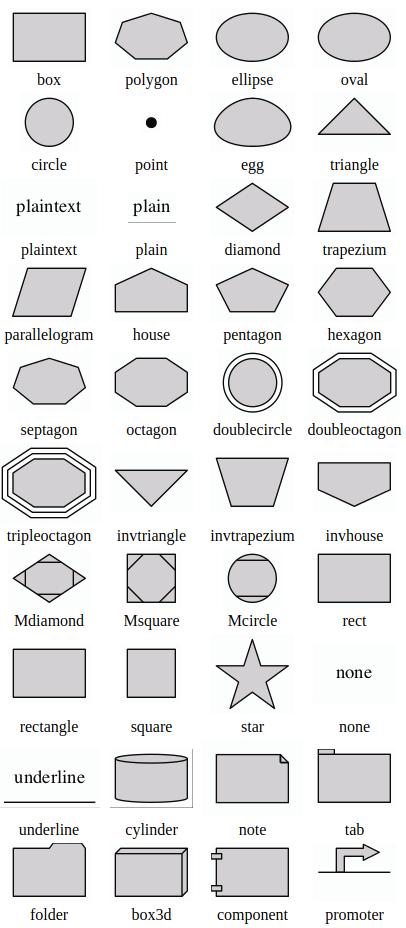 box polygon ellipse oval
circle point egg triangle
plaintext plain
plaintext plain diamond trapezium
parallelogram house pentagon hexagon
septagon octagon doublecircle doubleoctagon
tripleoctagon invtriangle invtrapezium invhouse
Mdiamond Msquare Mcircle rect
none
rectangle square star none
underline
underline cylinder note tab
folder box3d component promoter